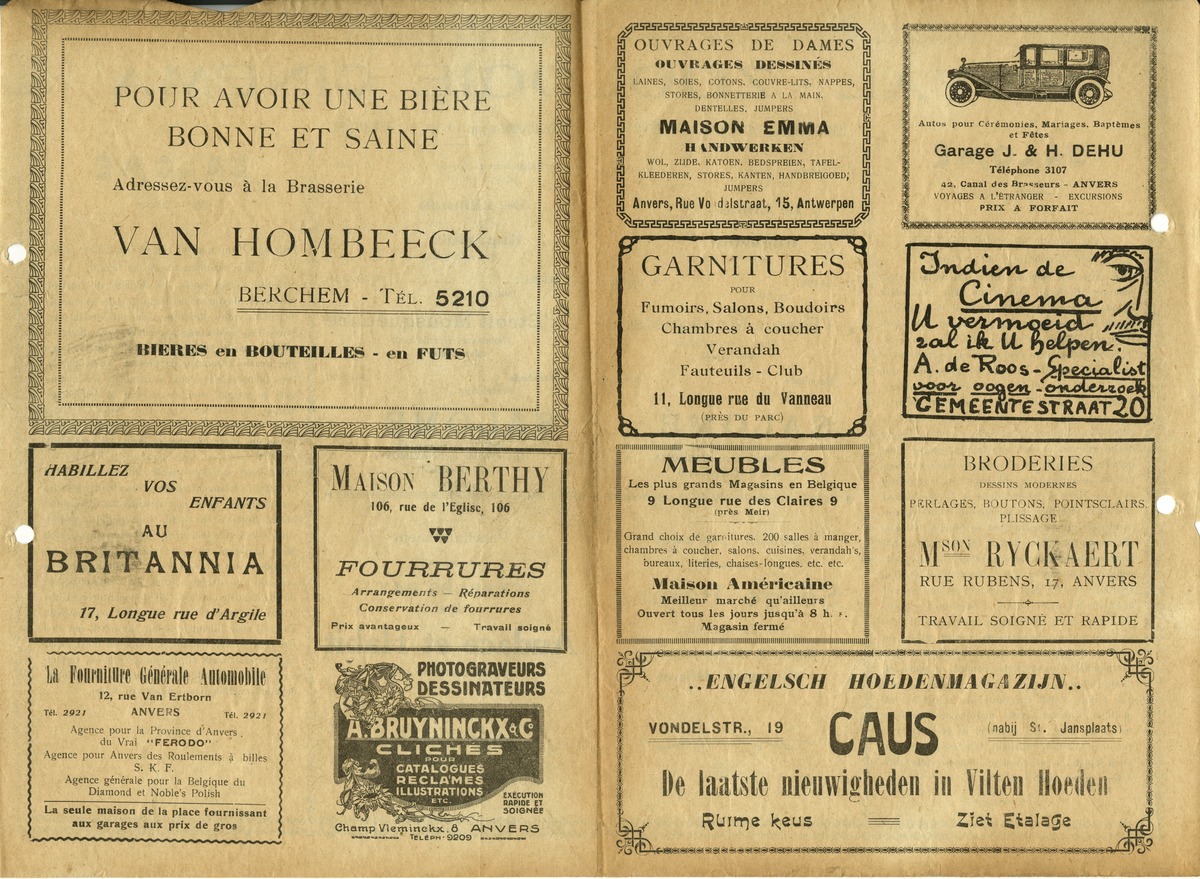 POUR AVOIR UNE BIÈRE
BONNE ET SAINE
Adressez-vous à la Brasserie
VAN HOMBEECK
BERCHEM - TÉL. 5210
BIERES en BOUTEILLES - en FUTS
HABILLEZ
VOS
ENFANTS
AU
BRITANNIA
17, Longue rue d'Argile
MAISON BERTHY
106, rue de l'Eglise, 106
FOURRURES
Arrangements — Réparations
Conservation de fourrures
Prix avantageux — Travail soigné
La Fourniture Générale Automobile
12, rue Van Ertborn
Tél. 2921 ANVERS Tél. 2921
Agence pour la Province d'Anvers
du Vrai "FERODO"
Agence pour Anvers des Roulements à billes
S. K. F.
Agence générale pour la Belgique du
Diamond et Noble's Polish
La seule maison de la place fournissant
aux garages aux prix de gros
PHOTOGRAVEURS
DESSINATEURS
A. BRUYNINCKX & Cº
CLICHÉS
POUR
CATALOGUES
RECLAMES
ILLUSTRATIONS
ETC.
EXÉCUTION
RAPIDE ET
SOIGNÉE
Champ Vleminckx, 8 ANVERS
TÉLÉPH. 9209
OUVRAGES DE DAMES
OUVRAGES DESSINÉS
LAINES, SOIES, COTONS, COUVRE-LITS, NAPPES,
STORES, BONNETTERIE A LA MAIN,
DENTELLES, JUMPERS
MAISON EMMA
HANDWERKEN
WOL, ZIJDE, KATOEN, BEDSPREIEN, TAFEL-
KLEEDEREN, STORES, KANTEN, HANDBREIGOED;
JUMPERS
Anvers, Rue Vo delstraat, 15, Antwerpen
Autos pour Cérémonies, Mariages, Baptêmes
et Fêtes
Garage J. & H. DEHU
Téléphone 3107
42, Canal des Brasseurs - ANVERS
VOYAGES A L'ÉTRANGER - EXCURSIONS
PRIX A FORFAIT
GARNITURES
POUR
Fumoirs, Salons, Boudoirs
Chambres à coucher
Verandah
Fauteuils - Club
11, Longue rue du Vanneau
(PRÈS DU PARC)
Indien de
Cinema
U vermoeid
zal ik U helpen.
A. de Roos - Specialist
voor oogen-onderzoek
GEMEENTESTRAAT 20
MEUBLES
Les plus grands Magasins en Belgique
9 Longue rue des Claires 9
(près Meir)
Grand choix de garnitures, 200 salles à manger,
chambres à coucher, salons, cuisines, verandah's,
bureaux, literies, chaises-longues, etc. etc.
Maison Américaine
Meilleur marché qu'ailleurs
Ouvert tous les jours jusqu'à 8 h.
Magasin fermé
BRODERIES
DESSINS MODERNES
PERLAGES, BOUTONS, POINTSCLAIRS,
PLISSAGE
MSON RYCKAERT
RUE RUBENS, 17, ANVERS
TRAVAIL SOIGNÉ ET RAPIDE
..ENGELSCH HOEDENMAGAZIJN..
VONDELSTR., 19 CAUS (nabij St. Jansplaats)
De laatste nieuwigheden in Vilten Hoeden
Ruime keus Ziet Etalage